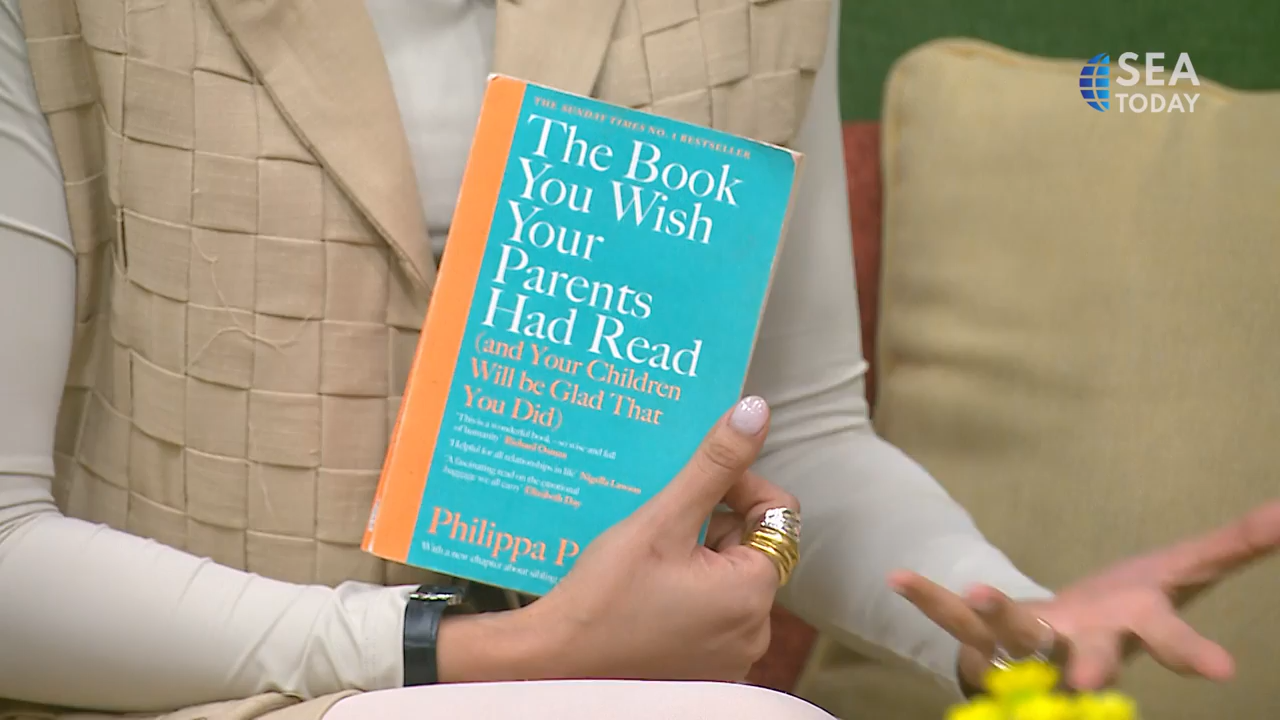 SEA
TODAY
THE SUNDAY TIMES NO. 1 BESTSELLER
The Book
You Wish
Your
Parents
Had Read
(and Your Children
Will be Glad That
You Did)
'This is a wonderful book – so wise and full
of humanity' Richard Osman
'Helpful for all relationships in life' Nigella Lawson
'A fascinating read on the emotional
baggage we all carry' Elizabeth Day
Philippa P
With a new chapter about sibling